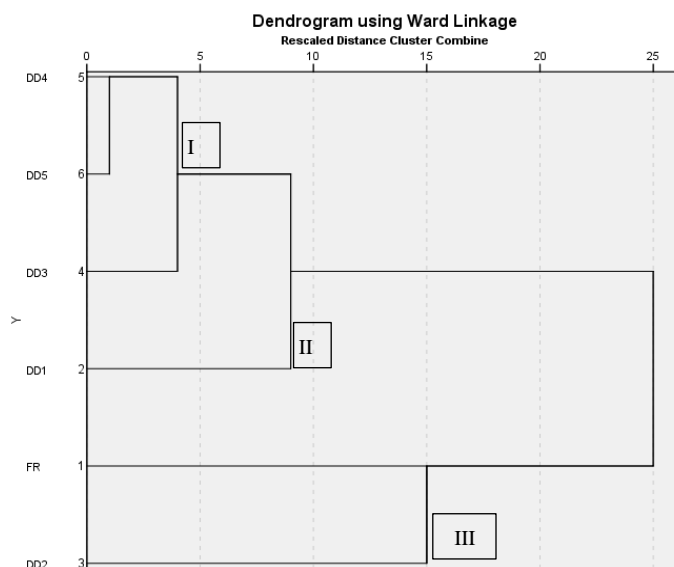 Dendrogram using Ward Linkage
Rescaled Distance Cluster Combine
0 5 10 15 20 25
DD4 5
I
DD5 6
DD3 4
Y
II
DD1 2
FR 1
III
DD2 3